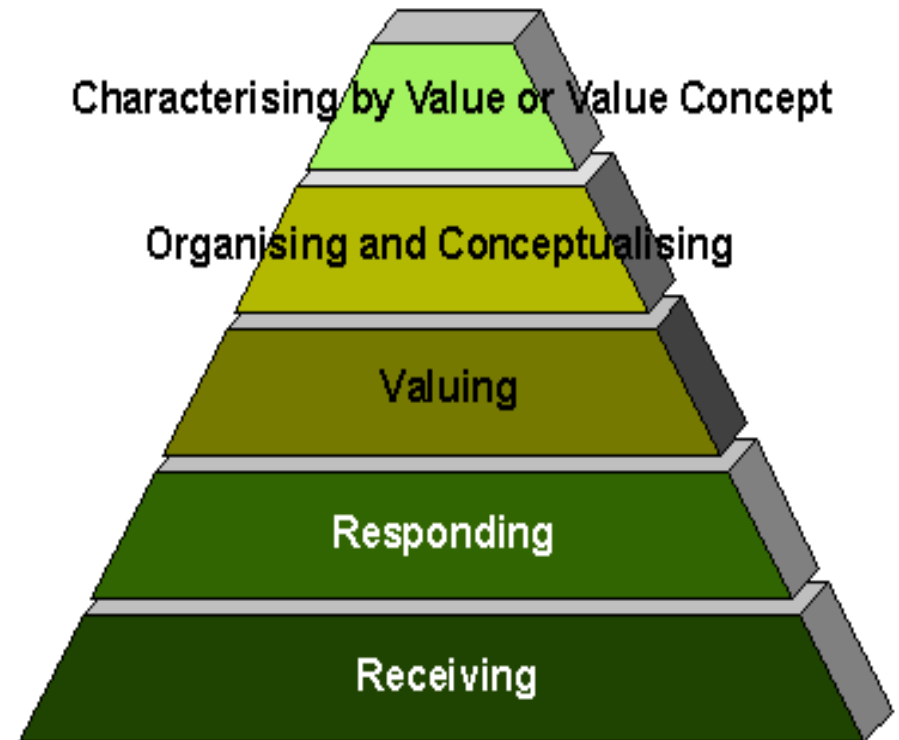 Characterising by Value or Value Concept
Organising and Conceptualising
Valuing
Responding
Receiving